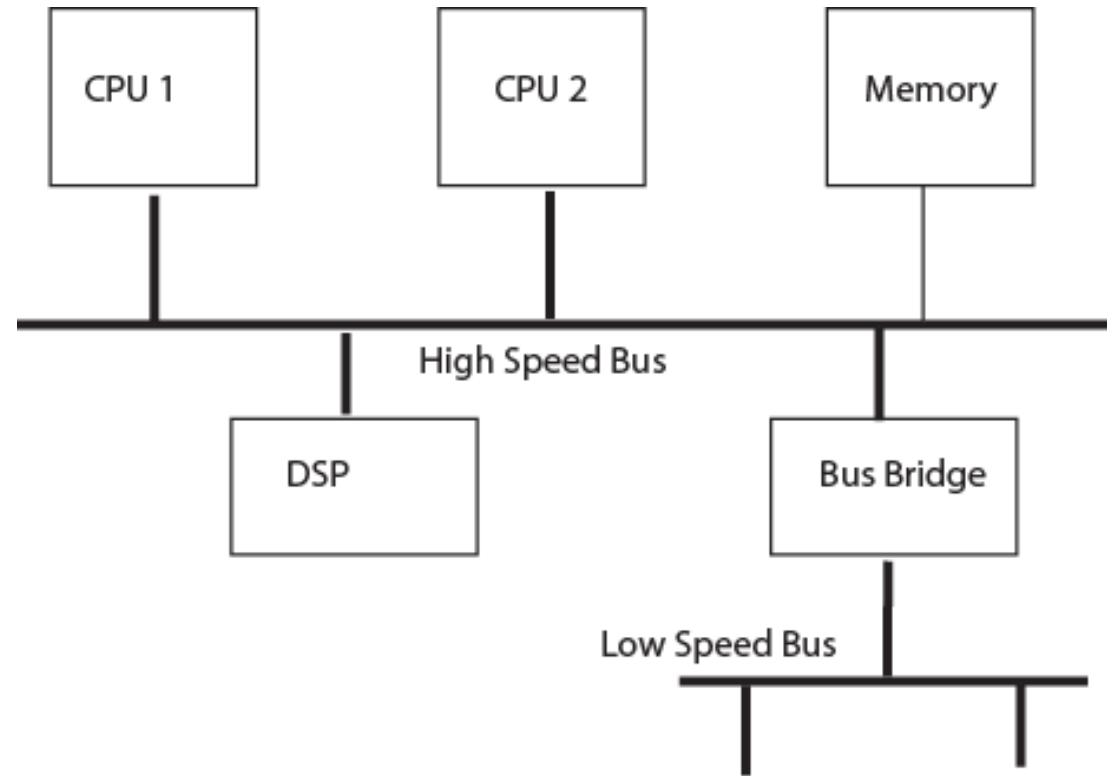 CPU 1
CPU 2
Memory
High Speed Bus
DSP
Bus Bridge
Low Speed Bus